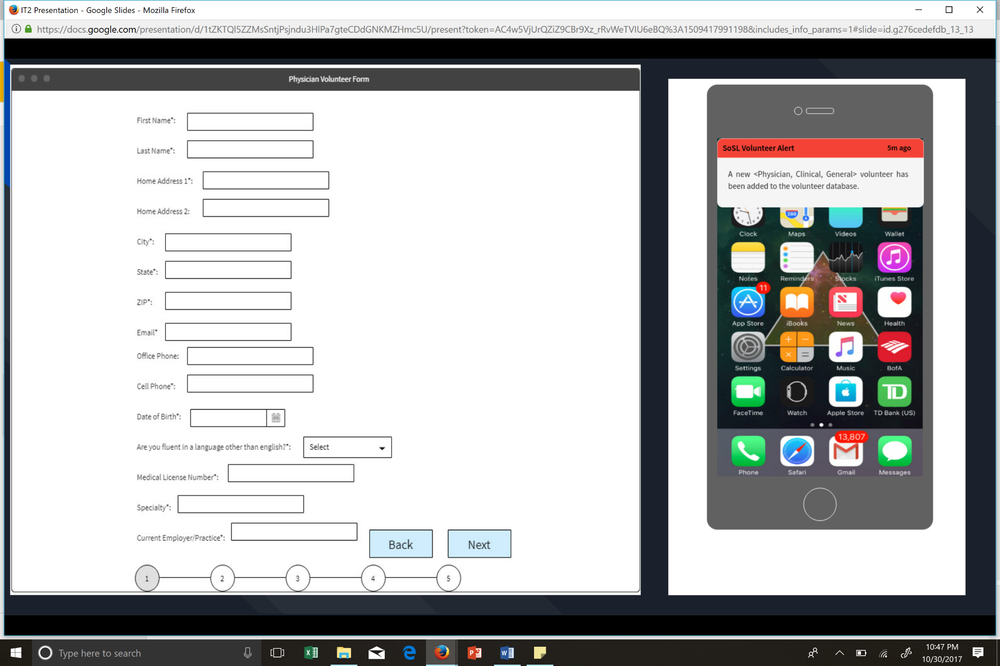 IT2 Presentation - Google Slides - Mozilla Firefox
https://docs.google.com/presentation/d/1tZKTQl5ZZMsSntjPsjndu3HlPa7gteCDdGNKMZHmc5U/present?token=AC4w5VjUrQZiZ9CBr9Xz_rRvWeTVIU6eBQ%3A1509417991198&includes_info_params=1#slide=id.g276cedefdb_13_13
Physician Volunteer Form
First Name*:
Last Name*:
Home Address 1*:
Home Address 2:
City*:
State*:
ZIP*:
Email*
Office Phone:
Cell Phone*:
Date of Birth*:
Are you fluent in a language other than english?*: Select
Medical License Number*:
Specialty*:
Current Employer/Practice*:
Back Next
1 2 3 4 5
SoSL Volunteer Alert 5m ago
A new <Physician, Clinical, General> volunteer has
been added to the volunteer database.
280
Clock Maps Videos Wallet
Notes Reminders Stocks iTunes Store
11
App Store iBooks News Health
Settings Calculator Music BofA
TD
FaceTime Watch Apple Store TD Bank (US)
13,807
Phone Safari Gmail Messages
Type here to search
10:47 PM
10/30/2017